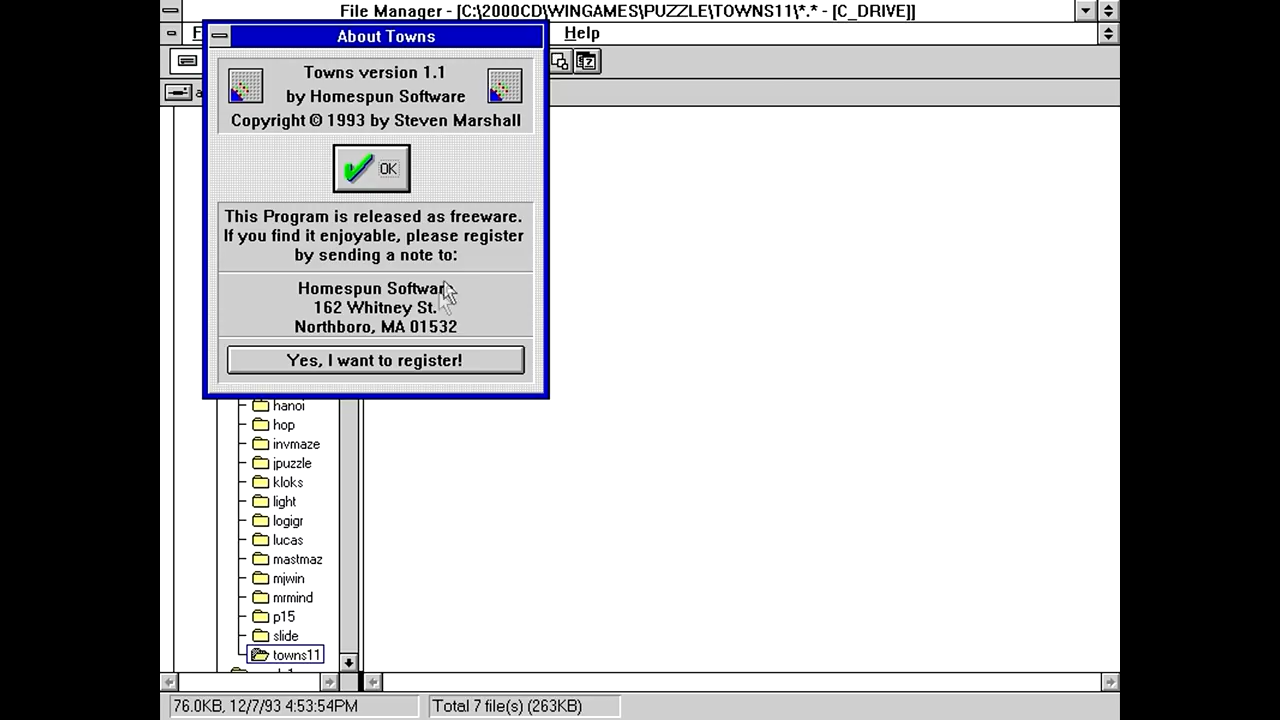 File Manager - [C:\2000CD\WINGAMES\PUZZLE\TOWNS11\*.* - [C_DRIVE]]
F
Help
About Towns
Towns version 1.1
by Homespun Software
Copyright © 1993 by Steven Marshall
OK
This Program is released as freeware.
If you find it enjoyable, please register
by sending a note to:
Homespun Software
162 Whitney St.
Northboro, MA 01532
Yes, I want to register!
hanoi
hop
invmaze
jpuzzle
kloks
light
logigr
lucas
mastmaz
mjwin
mrmind
p15
slide
towns11
76.0KB, 12/7/93 4:53:54PM
Total 7 file(s) (263KB)